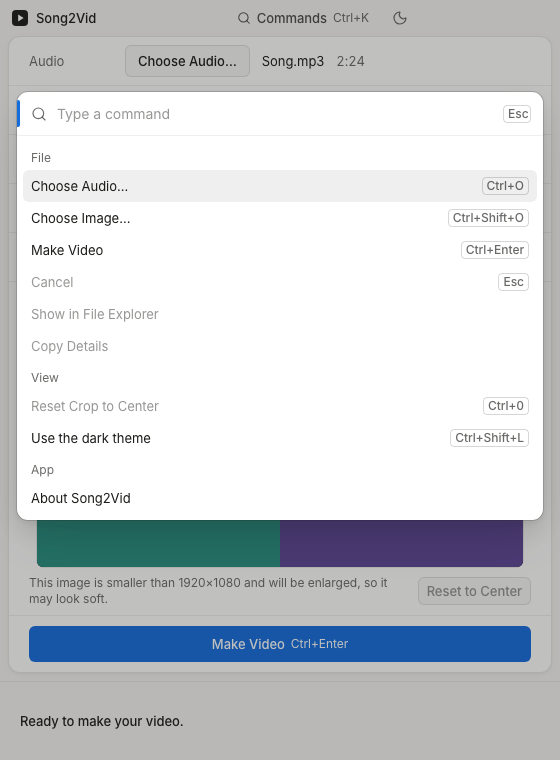 Song2Vid
Commands Ctrl+K
Audio
Choose Audio...
Song.mp3 2:24
Type a command
Esc
File
Choose Audio...
Ctrl+O
Choose Image...
Ctrl+Shift+O
Make Video
Ctrl+Enter
Cancel
Esc
Show in File Explorer
Copy Details
View
Reset Crop to Center
Ctrl+0
Use the dark theme
Ctrl+Shift+L
App
About Song2Vid
This image is smaller than 1920×1080 and will be enlarged, so it
may look soft.
Reset to Center
Make Video Ctrl+Enter
Ready to make your video.